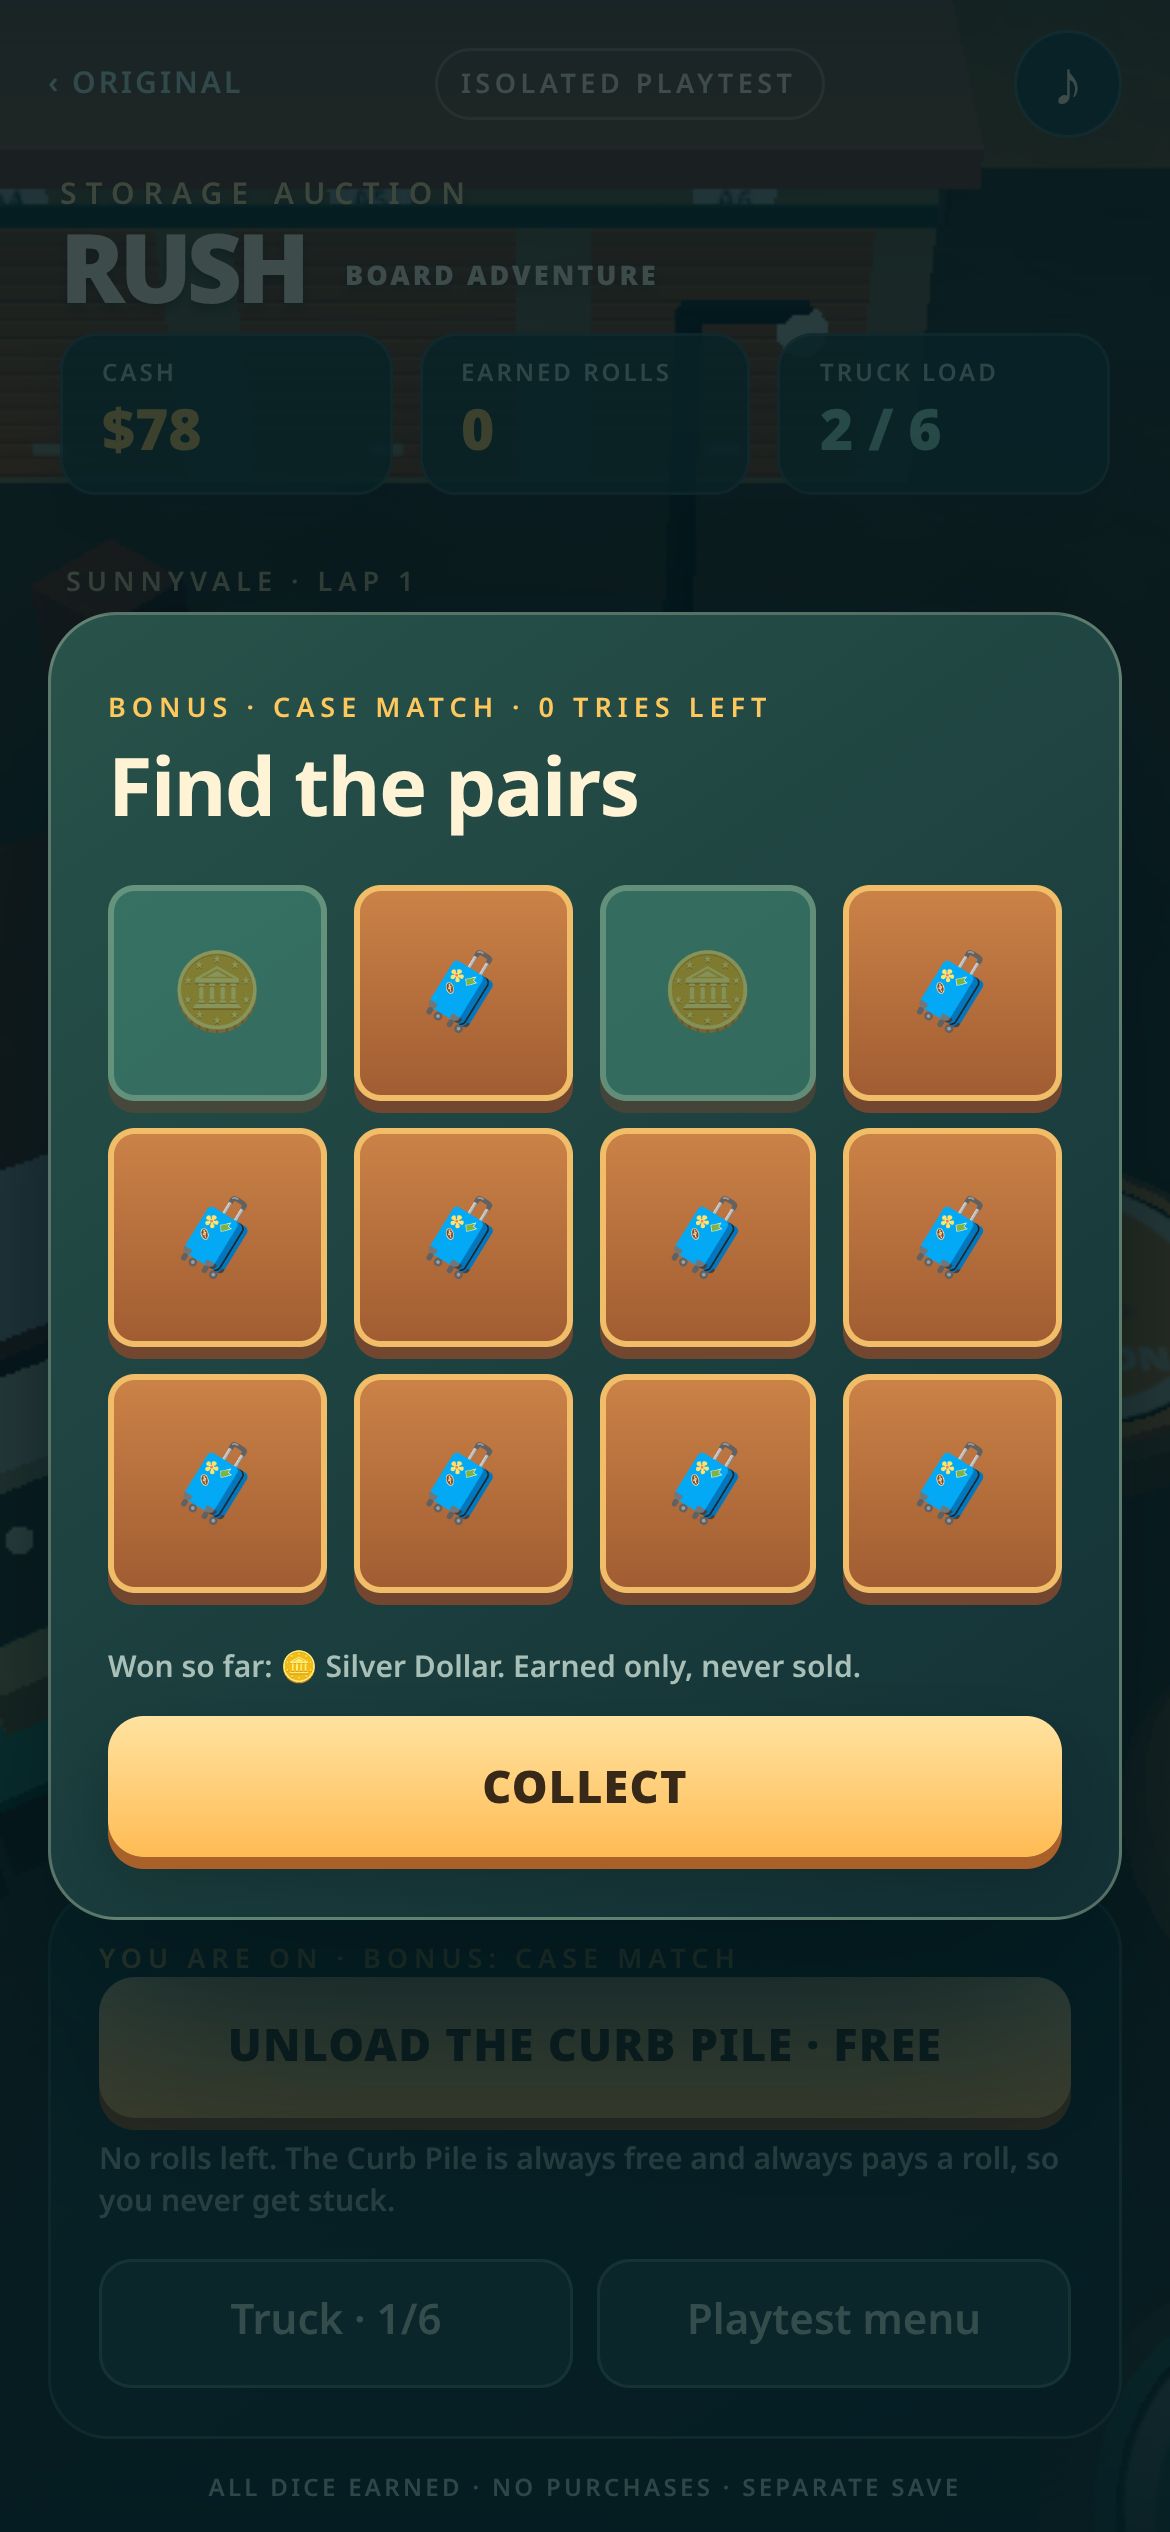 ‹ ORIGINAL
ISOLATED PLAYTEST
STORAGE AUCTION
RUSH BOARD ADVENTURE
CASH
$78
EARNED ROLLS
0
TRUCK LOAD
2 / 6
SUNNYVALE · LAP 1
BONUS · CASE MATCH · 0 TRIES LEFT
Find the pairs
Won so far: 🪙 Silver Dollar. Earned only, never sold.
COLLECT
YOU ARE ON · BONUS: CASE MATCH
UNLOAD THE CURB PILE · FREE
No rolls left. The Curb Pile is always free and always pays a roll, so
you never get stuck.
Truck · 1/6
Playtest menu
ALL DICE EARNED · NO PURCHASES · SEPARATE SAVE